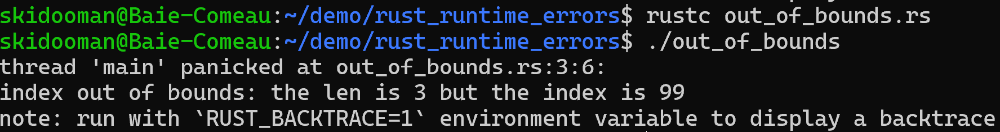 skidooman@Baie-Comeau:~/demo/rust_runtime_errors$ rustc out_of_bounds.rs
skidooman@Baie-Comeau:~/demo/rust_runtime_errors$ ./out_of_bounds
thread 'main' panicked at out_of_bounds.rs:3:6:
index out of bounds: the len is 3 but the index is 99
note: run with `RUST_BACKTRACE=1` environment variable to display a backtrace